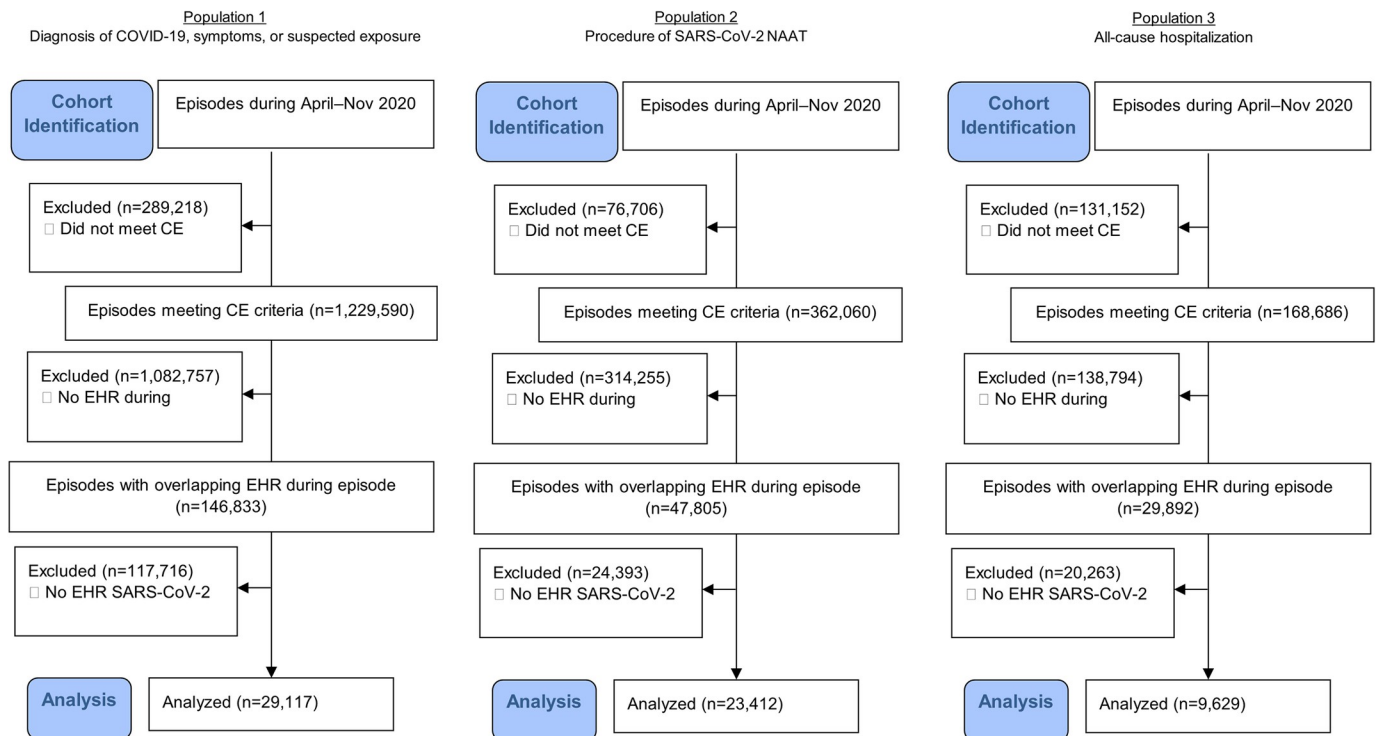 Population 1
Diagnosis of COVID-19, symptoms, or suspected exposure
Cohort
Identification
Episodes during April–Nov 2020
Excluded (n=289,218)
Did not meet CE
Episodes meeting CE criteria (n=1,229,590)
Excluded (n=1,082,757)
No EHR during
Episodes with overlapping EHR during episode
(n=146,833)
Excluded (n=117,716)
No EHR SARS-CoV-2
Analysis
Analyzed (n=29,117)
Population 2
Procedure of SARS-CoV-2 NAAT
Cohort
Identification
Episodes during April–Nov 2020
Excluded (n=76,706)
Did not meet CE
Episodes meeting CE criteria (n=362,060)
Excluded (n=314,255)
No EHR during
Episodes with overlapping EHR during episode
(n=47,805)
Excluded (n=24,393)
No EHR SARS-CoV-2
Analysis
Analyzed (n=23,412)
Population 3
All-cause hospitalization
Cohort
Identification
Episodes during April–Nov 2020
Excluded (n=131,152)
Did not meet CE
Episodes meeting CE criteria (n=168,686)
Excluded (n=138,794)
No EHR during
Episodes with overlapping EHR during episode
(n=29,892)
Excluded (n=20,263)
No EHR SARS-CoV-2
Analysis
Analyzed (n=9,629)